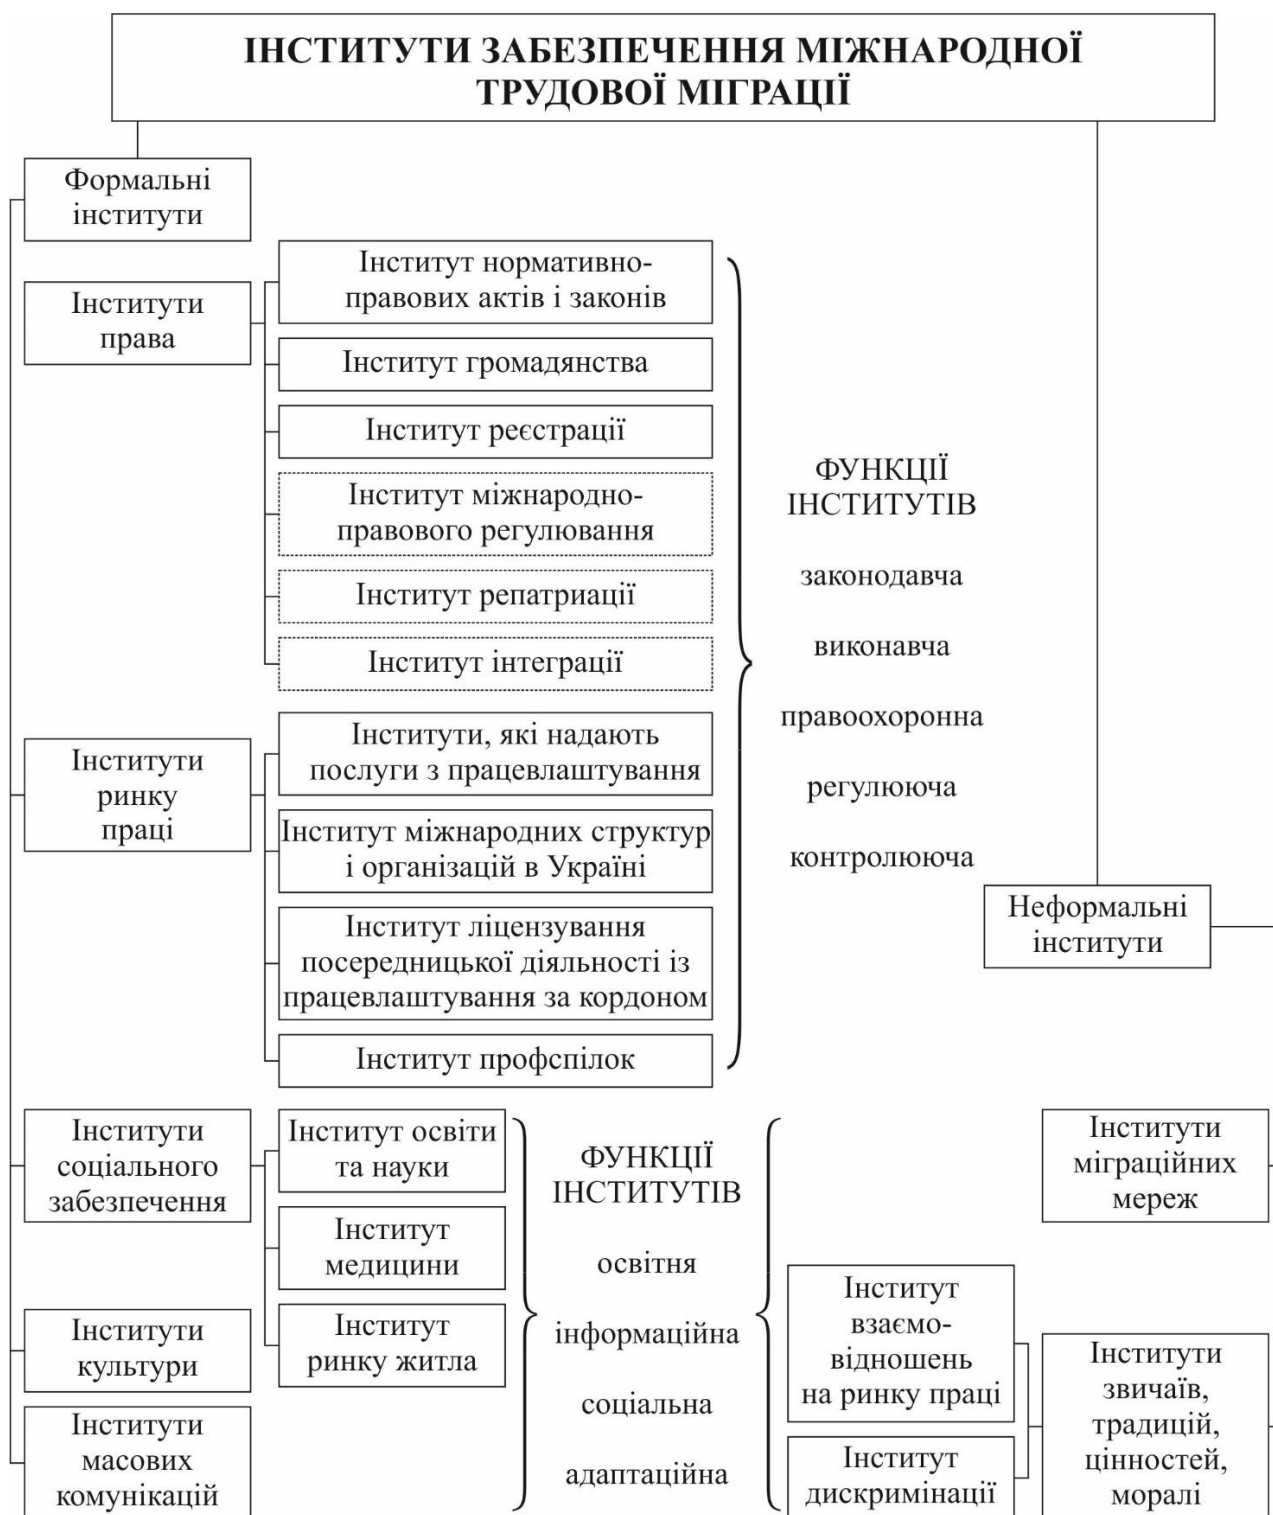 ІНСТИТУТИ ЗАБЕЗПЕЧЕННЯ МІЖНАРОДНОЇ
ТРУДОВОЇ МІГРАЦІЇ
Формальні
інститути
Інститути
права
Інститут нормативно-
правових актів і законів
Інститут громадянства
Інститут реєстрації
Інститут міжнародно-
правового регулювання
Інститут репатриації
Інститут інтеграції
Інститути
ринку
праці
Інститути, які надають
послуги з працевлаштування
Інститут міжнародних структур
і організацій в Україні
Інститут ліцензування
посередницької діяльності із
працевлаштування за кордоном
Інститут профспілок
ФУНКЦІЇ
ІНСТИТУТІВ
законодавча
виконавча
правоохоронна
регулююча
контролююча
Неформальні
інститути
Інститути
соціального
забезпечення
Інститут освіти
та науки
Інститут
медицини
Інститут
ринку житла
Інститути
культури
Інститути
масових
комунікацій
ФУНКЦІЇ
ІНСТИТУТІВ
освітня
інформаційна
соціальна
адаптаційна
Інститути
міграційних
мереж
Інститут
взаємо-
відношень
на ринку праці
Інститут
дискримінації
Інститути
звичаїв,
традицій,
цінностей,
моралі